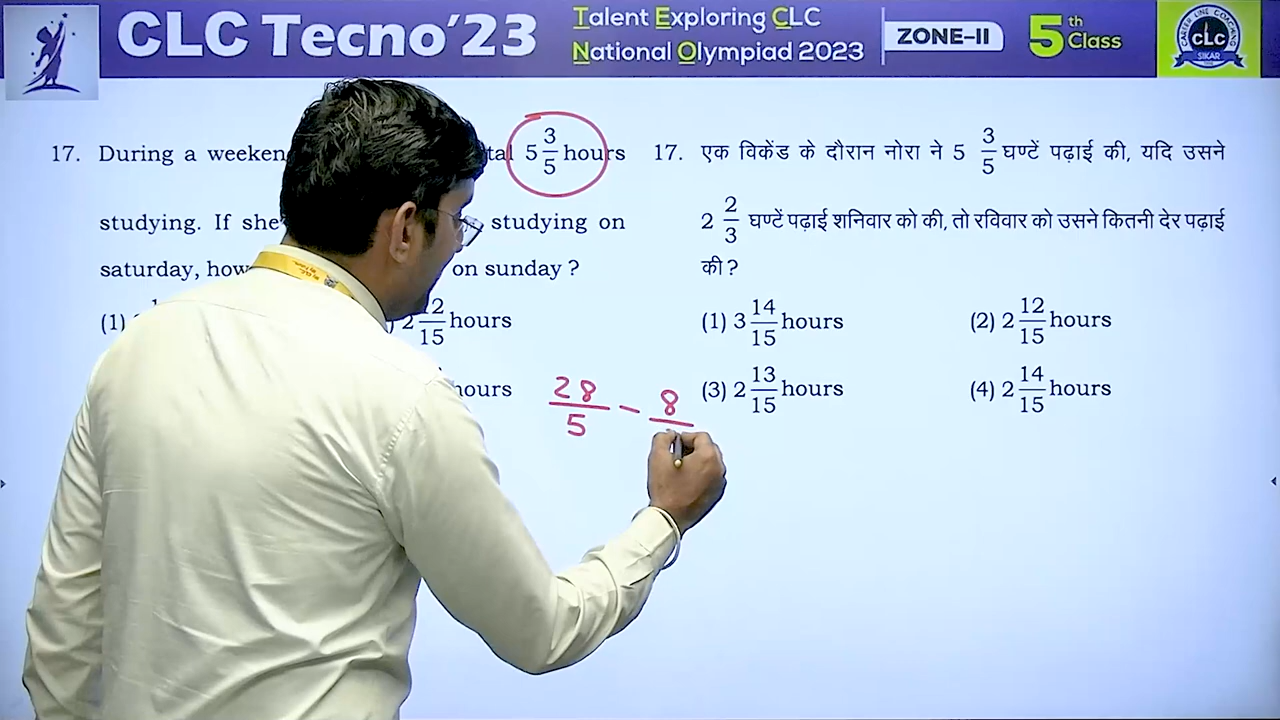 CLC Tecno'23
Talent Exploring CLC
National Olympiad 2023
ZONE–II
5th Class
CLC
SIKAR
17. During a 5 3/5 hours
studying. If she studying on
saturday, on sunday ?
(1)
2 12/15 hours
hours
17. एक विकेंड के दौरान नोरा ने 5 3/5 घण्टें पढ़ाई की, यदि उसने
2 2/3 घण्टें पढ़ाई शनिवार को की, तो रविवार को उसने कितनी देर पढ़ाई
की ?
(1) 3 14/15 hours (2) 2 12/15 hours
(3) 2 13/15 hours (4) 2 14/15 hours
28/5 - 8